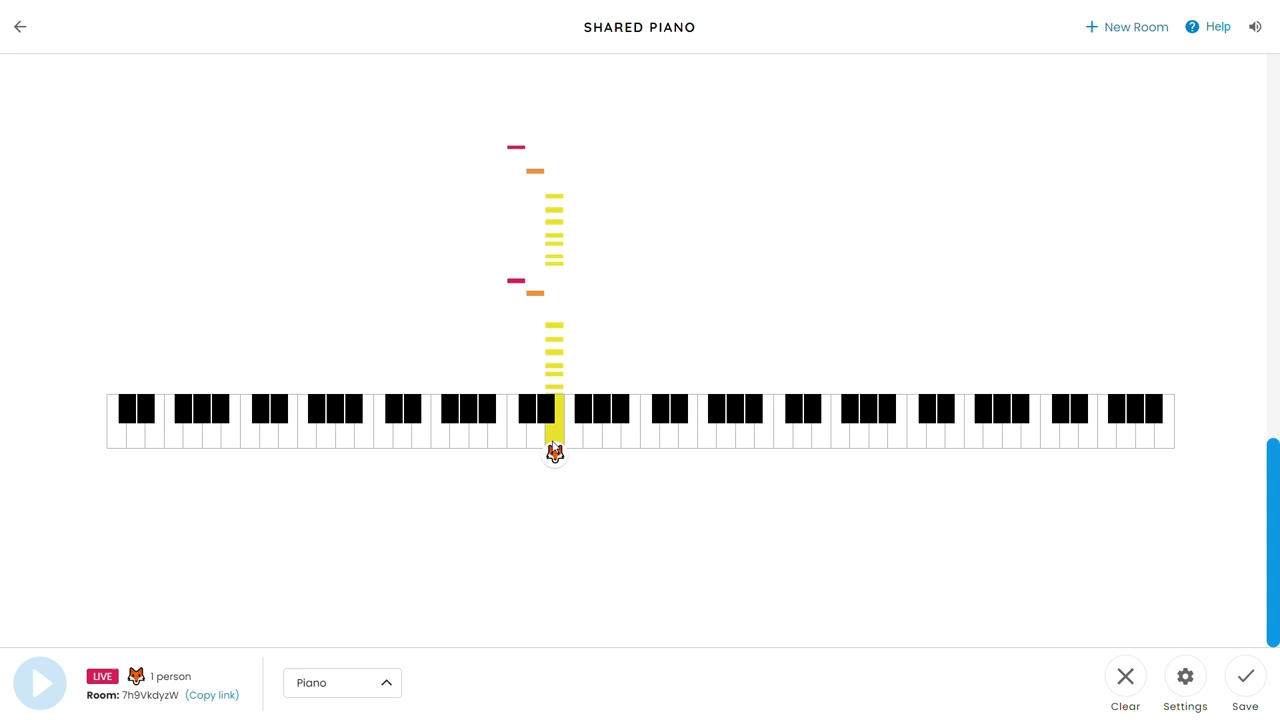 SHARED PIANO
New Room
Help
LIVE
1 person
Room: 7h9VkdyzW (Copy link)
Piano
Clear
Settings
Save